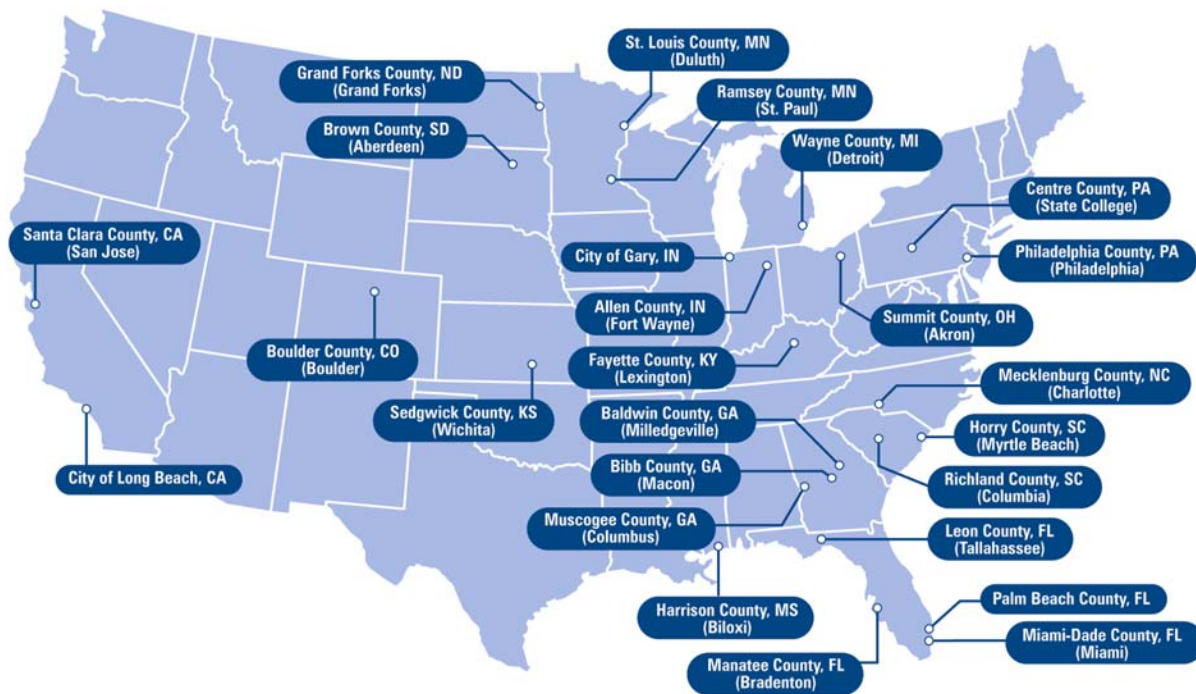 St. Louis County, MN
(Duluth)
Grand Forks County, ND
(Grand Forks)
Ramsey County, MN
(St. Paul)
Brown County, SD
(Aberdeen)
Wayne County, MI
(Detroit)
Centre County, PA
(State College)
Santa Clara County, CA
(San Jose)
City of Gary, IN
Philadelphia County, PA
(Philadelphia)
Allen County, IN
(Fort Wayne)
Summit County, OH
(Akron)
Boulder County, CO
(Boulder)
Fayette County, KY
(Lexington)
Mecklenburg County, NC
(Charlotte)
Sedgwick County, KS
(Wichita)
Baldwin County, GA
(Milledgeville)
Horry County, SC
(Myrtle Beach)
City of Long Beach, CA
Bibb County, GA
(Macon)
Richland County, SC
(Columbia)
Muscogee County, GA
(Columbus)
Leon County, FL
(Tallahassee)
Harrison County, MS
(Biloxi)
Palm Beach County, FL
Miami-Dade County, FL
(Miami)
Manatee County, FL
(Bradenton)